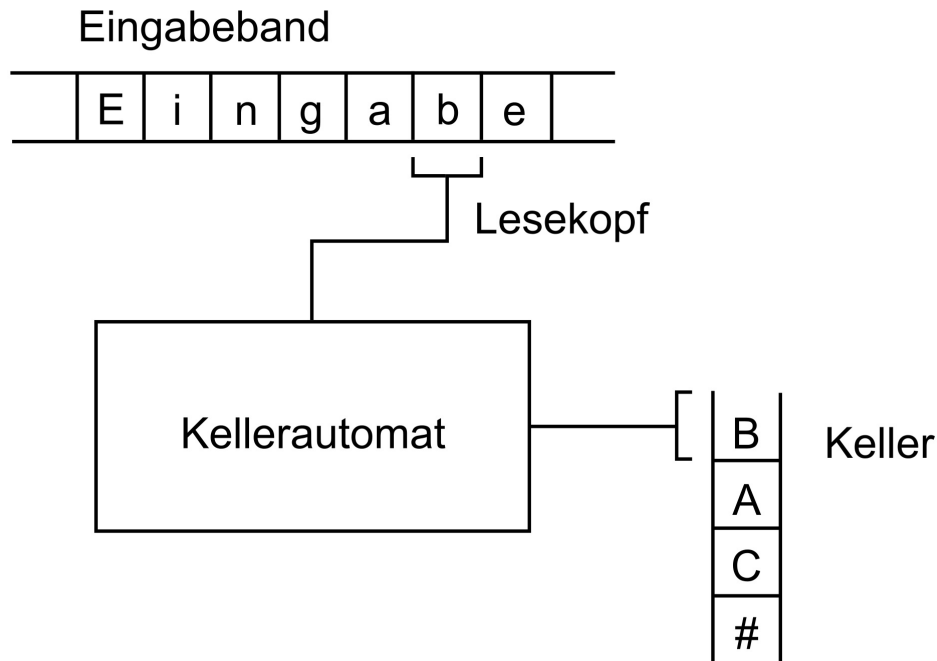 Eingabeband
E i n g a b e
Lesekopf
Kellerautomat
B
Keller
A
C
#